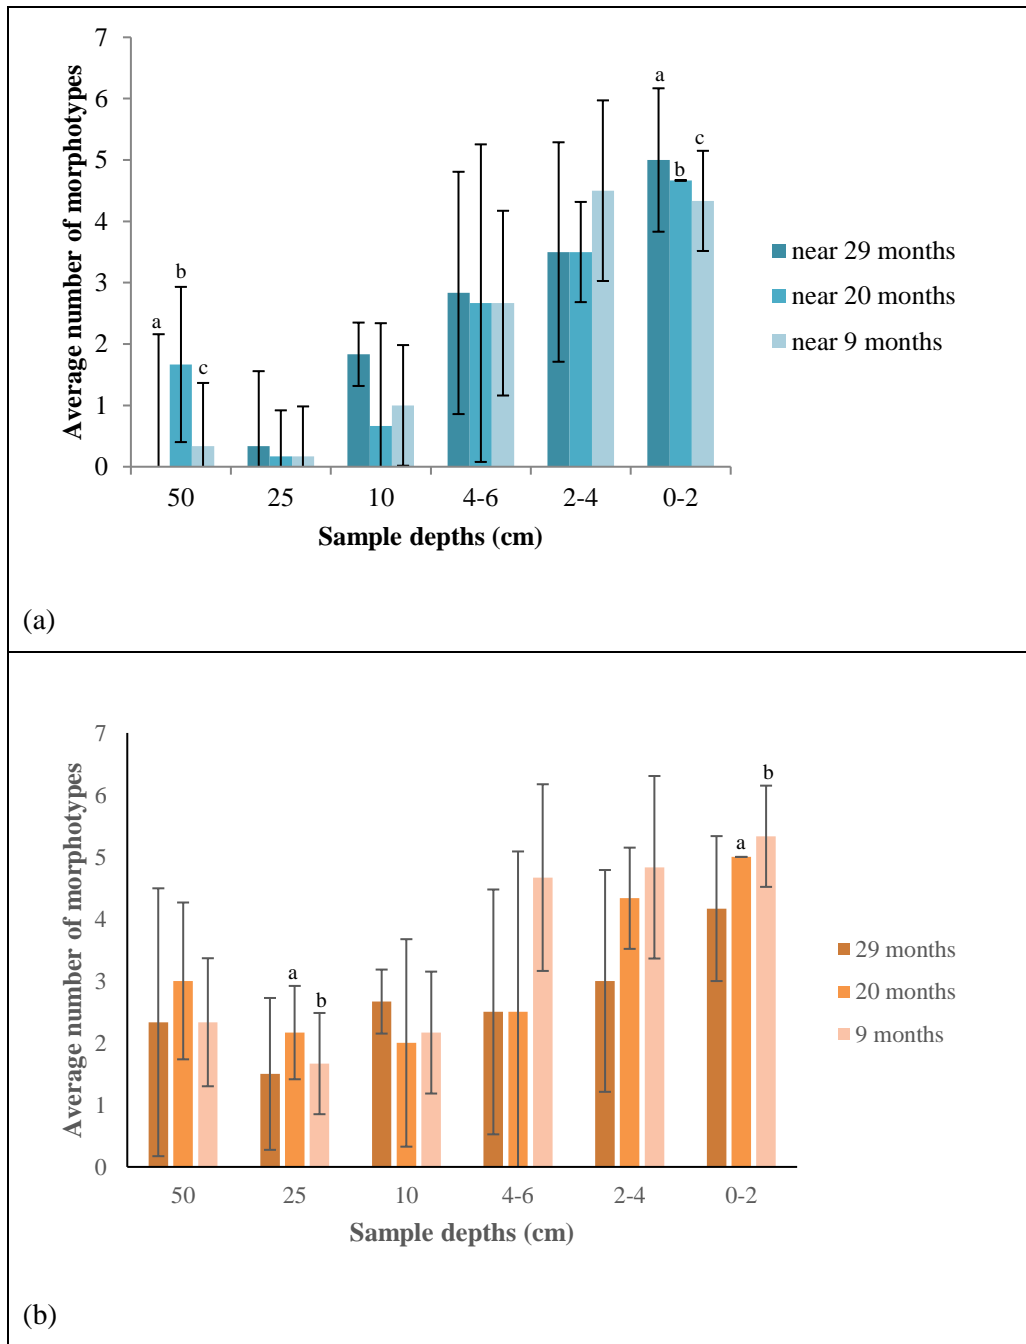 7
6
5
4
3
2
1
0
Average number of morphotypes
a
b
c
a
b
c
50 25 10 4-6 2-4 0-2
Sample depths (cm)
near 29 months
near 20 months
near 9 months
(a)
7
6
5
4
3
2
1
0
Average number of morphotypes
a
b
a
b
50 25 10 4-6 2-4 0-2
Sample depths (cm)
29 months
20 months
9 months
(b)